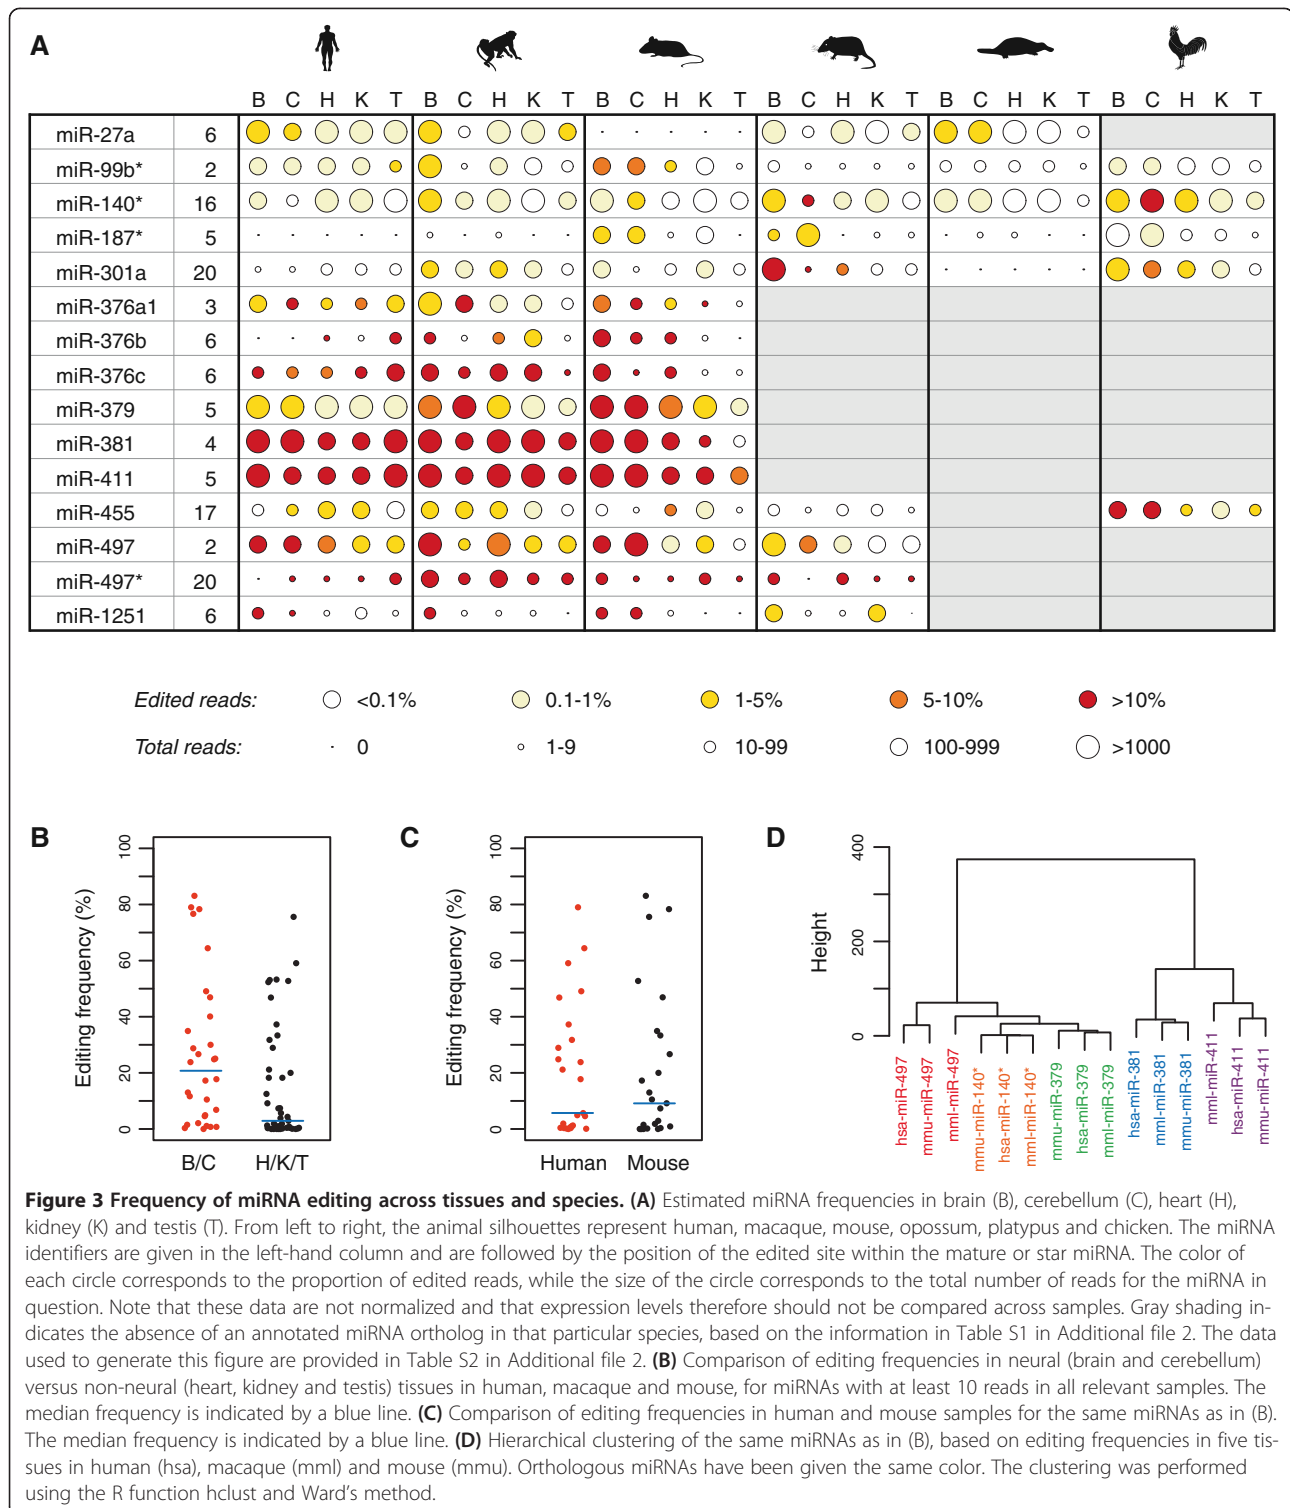 A
B C H K T B C H K T B C H K T B C H K T B C H K T B C H K T
miR-27a 6
miR-99b* 2
miR-140* 16
miR-187* 5
miR-301a 20
miR-376a1 3
miR-376b 6
miR-376c 6
miR-379 5
miR-381 4
miR-411 5
miR-455 17
miR-497 2
miR-497* 20
miR-1251 6
Edited reads: <0.1% 0.1-1% 1-5% 5-10% >10%
Total reads: 0 1-9 10-99 100-999 >1000
B
Editing frequency (%)
100
80
60
40
20
0
B/C H/K/T
C
Editing frequency (%)
100
80
60
40
20
0
Human Mouse
D
Height
400
200
0
hsa-miR-497
mmu-miR-497
mml-miR-497
mmu-miR-140*
hsa-miR-140*
mml-miR-140*
mmu-miR-379
hsa-miR-379
mml-miR-379
hsa-miR-381
mml-miR-381
mmu-miR-381
mml-miR-411
hsa-miR-411
mmu-miR-411
Figure 3 Frequency of miRNA editing across tissues and species. (A) Estimated miRNA frequencies in brain (B), cerebellum (C), heart (H),
kidney (K) and testis (T). From left to right, the animal silhouettes represent human, macaque, mouse, opossum, platypus and chicken. The miRNA
identifiers are given in the left-hand column and are followed by the position of the edited site within the mature or star miRNA. The color of
each circle corresponds to the proportion of edited reads, while the size of the circle corresponds to the total number of reads for the miRNA in
question. Note that these data are not normalized and that expression levels therefore should not be compared across samples. Gray shading in-
dicates the absence of an annotated miRNA ortholog in that particular species, based on the information in Table S1 in Additional file 2. The data
used to generate this figure are provided in Table S2 in Additional file 2. (B) Comparison of editing frequencies in neural (brain and cerebellum)
versus non-neural (heart, kidney and testis) tissues in human, macaque and mouse, for miRNAs with at least 10 reads in all relevant samples. The
median frequency is indicated by a blue line. (C) Comparison of editing frequencies in human and mouse samples for the same miRNAs as in (B).
The median frequency is indicated by a blue line. (D) Hierarchical clustering of the same miRNAs as in (B), based on editing frequencies in five tis-
sues in human (hsa), macaque (mml) and mouse (mmu). Orthologous miRNAs have been given the same color. The clustering was performed
using the R function hclust and Ward's method.